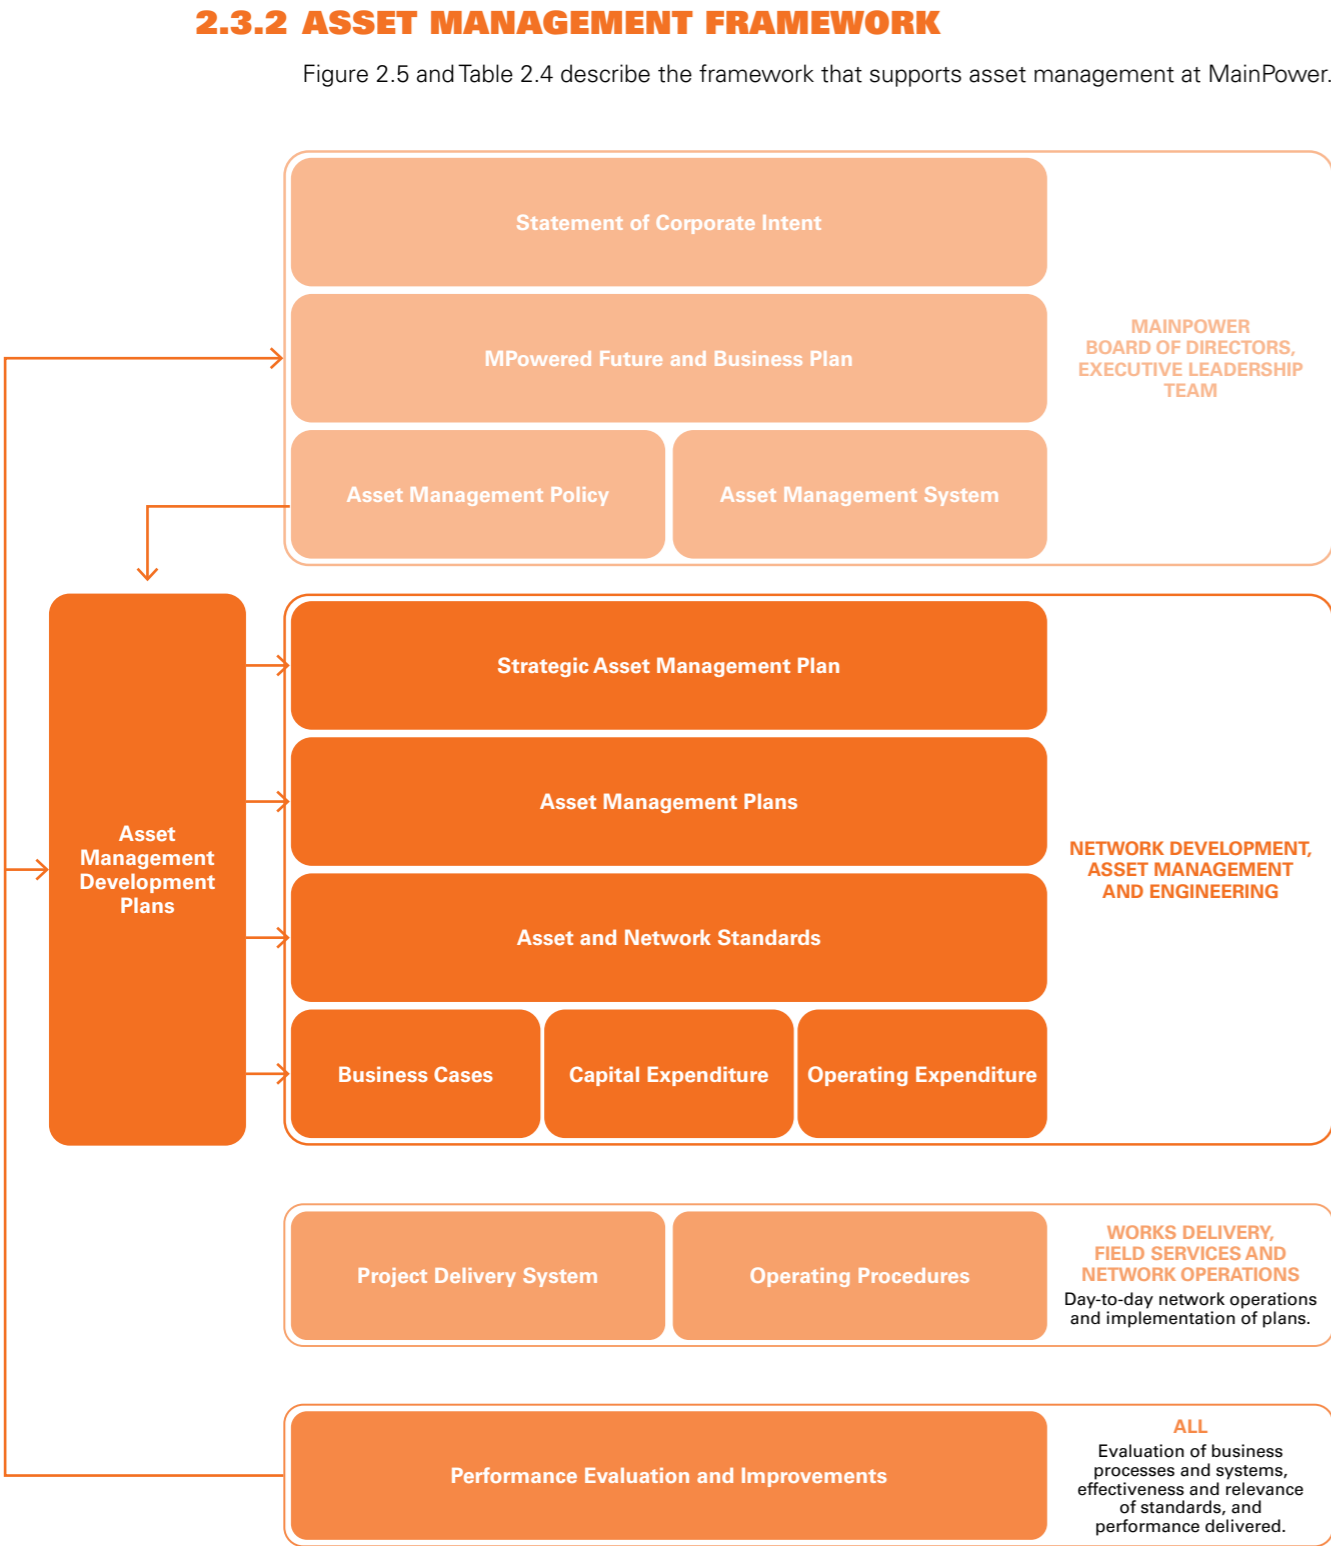 2.3.2 ASSET MANAGEMENT FRAMEWORK
Figure 2.5 and Table 2.4 describe the framework that supports asset management at MainPower.
Statement of Corporate Intent
MPowered Future and Business Plan
Asset Management Policy
Asset Management System
MAINPOWER
BOARD OF DIRECTORS,
EXECUTIVE LEADERSHIP
TEAM
Asset
Management
Development
Plans
Strategic Asset Management Plan
Asset Management Plans
Asset and Network Standards
Business Cases
Capital Expenditure
Operating Expenditure
NETWORK DEVELOPMENT,
ASSET MANAGEMENT
AND ENGINEERING
Project Delivery System
Operating Procedures
WORKS DELIVERY,
FIELD SERVICES AND
NETWORK OPERATIONS
Day-to-day network operations
and implementation of plans.
Performance Evaluation and Improvements
ALL
Evaluation of business
processes and systems,
effectiveness and relevance
of standards, and
performance delivered.